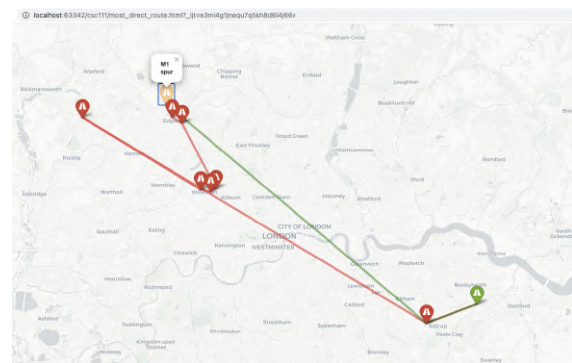 localhost:63342/csc111/most_direct_route.html?_ijt=e3mi4g1jnequ7q5kh8d6l4j66r
Waltham Cross
Watford
M1
spur
Chipping
Barnet
Enfield
Loughton
Rickmansworth
Buckhurst Hill
Edgware
Ruislip
East Finchley
Wood Green
Walthamstow
Romford
Ilford
Uxbridge
Northolt
Wembley
Kilburn
Camden Town
Hackney
Stratford
Southall
Ealing
CITY OF LONDON
LONDON
WESTMINSTER
Kensington
Chiswick
Greenwich
Woolwich
Hounslow
Richmond
Lewisham
Eltham
Bexleyheath
Dartford
Catford
Ashford
Teddington
Wimbledon
Streatham
Sydenham
Sidcup
Foots Cray
Kingston upon
Thames
Molesey
Bromley
Swanley